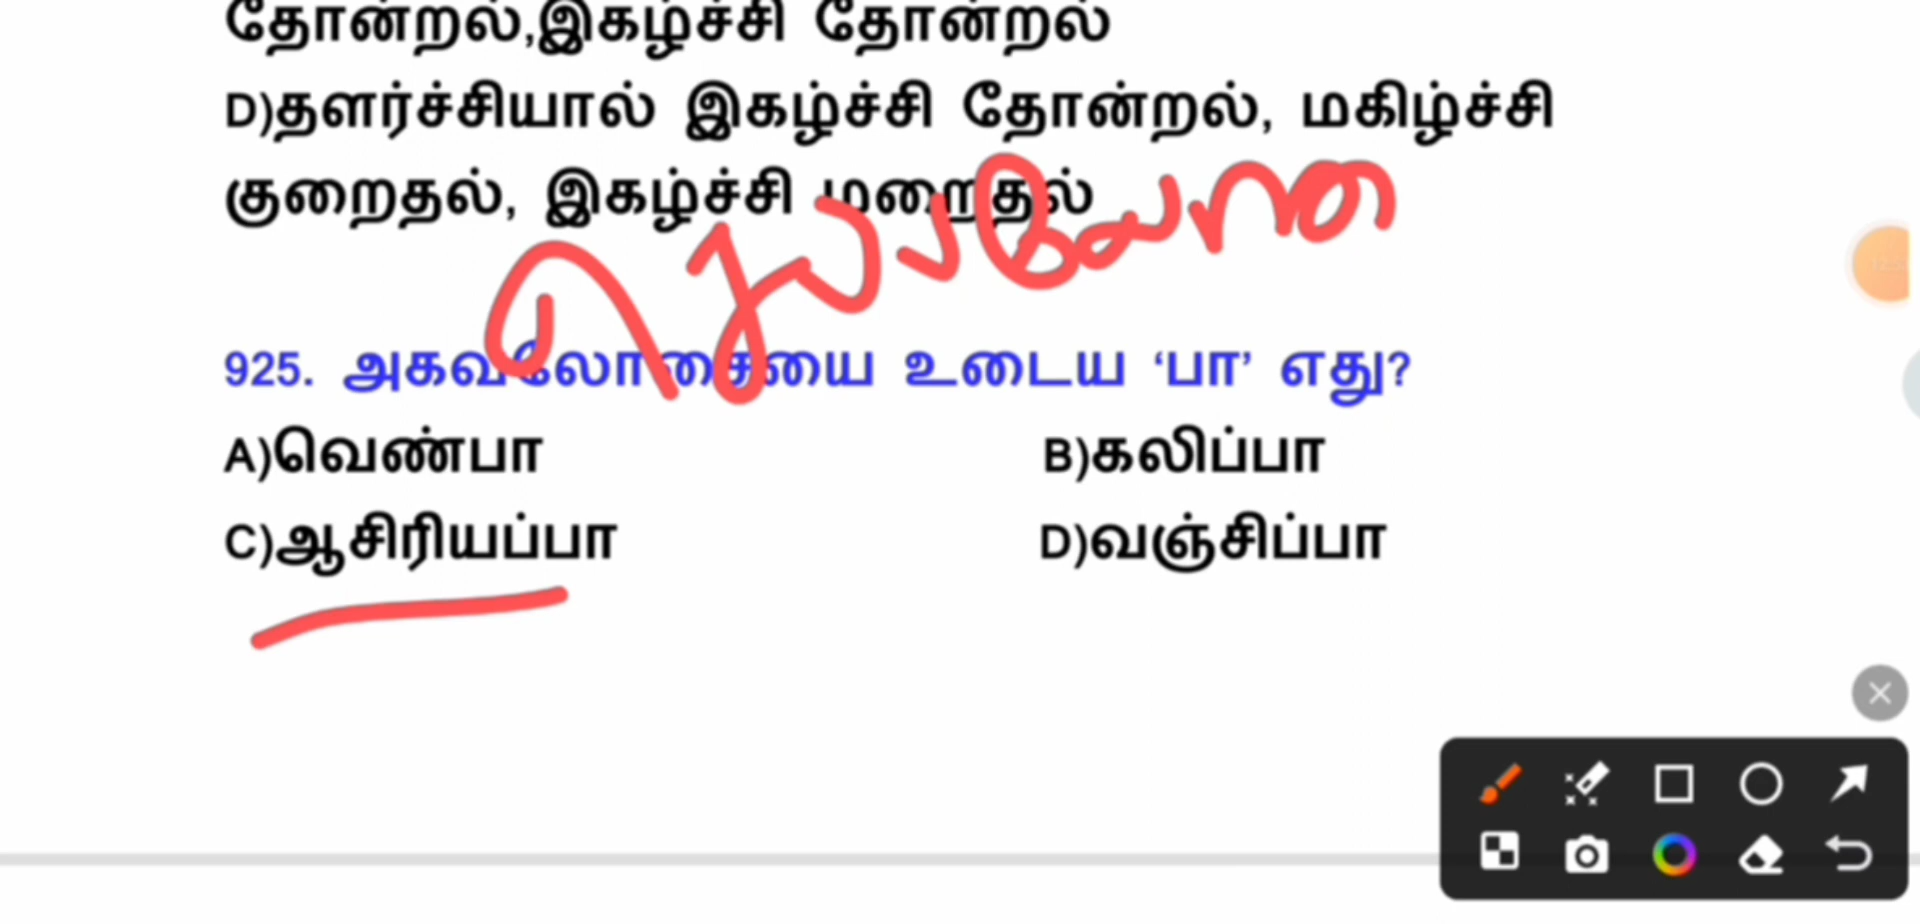 தோன்றல்,இகழ்ச்சி தோன்றல்
D)தளர்ச்சியால் இகழ்ச்சி தோன்றல், மகிழ்ச்சி
குறைதல், இகழ்ச்சி மறைதல்
925. அகவலோசையை உடைய ‘பா’ எது?
A)வெண்பா B)கலிப்பா
C)ஆசிரியப்பா D)வஞ்சிப்பா